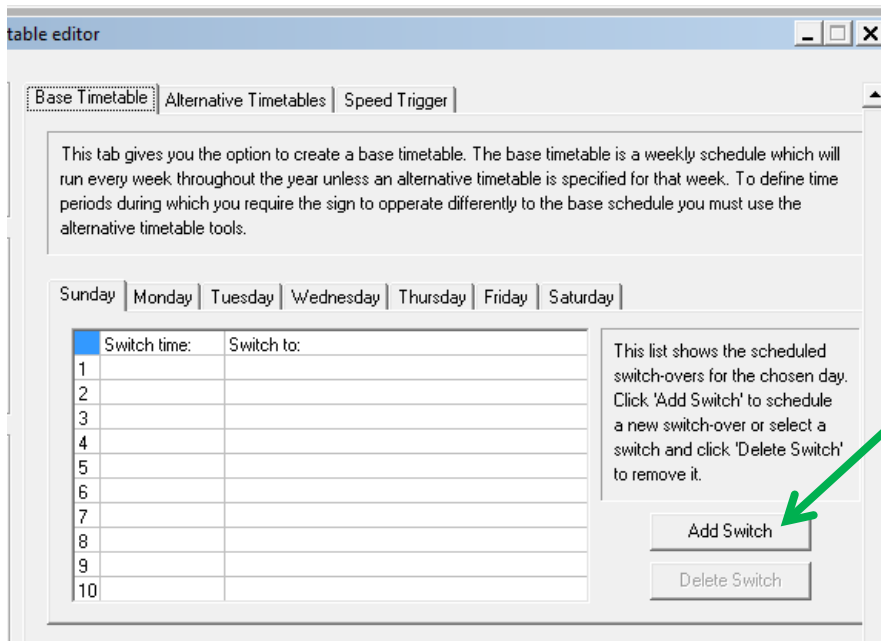 table editor
Base Timetable Alternative Timetables Speed Trigger
This tab gives you the option to create a base timetable. The base timetable is a weekly schedule which will
run every week throughout the year unless an alternative timetable is specified for that week. To define time
periods during which you require the sign to opperate differently to the base schedule you must use the
alternative timetable tools.
Sunday Monday Tuesday Wednesday Thursday Friday Saturday
Switch time: Switch to:
1
2
3
4
5
6
7
8
9
10
This list shows the scheduled
switch-overs for the chosen day.
Click 'Add Switch' to schedule
a new switch-over or select a
switch and click 'Delete Switch'
to remove it.
Add Switch
Delete Switch